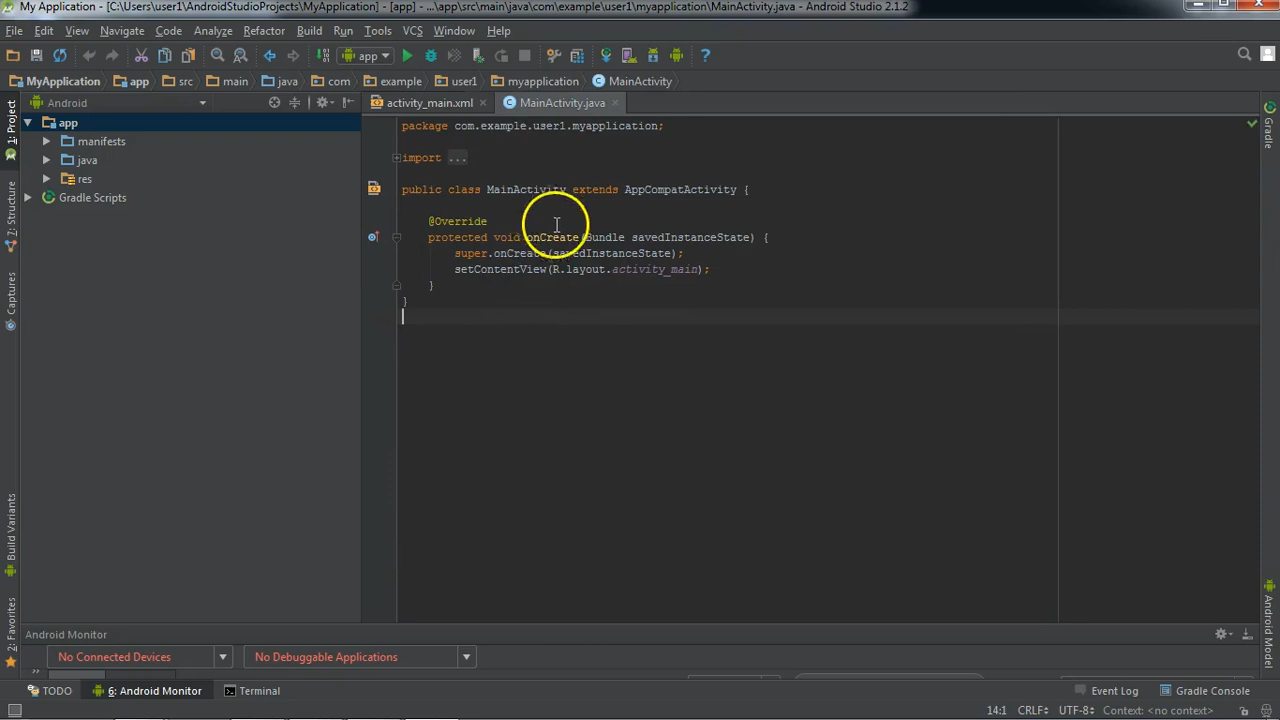 My Application - [C:\Users\user1\AndroidStudioProjects\MyApplication] - [app] - ...\app\src\main\java\com\example\user1\myapplication\MainActivity.java - Android Studio 2.1.2
File Edit View Navigate Code Analyze Refactor Build Run Tools VCS Window Help
app
MyApplication app src main java com example user1 myapplication MainActivity
Android
activity_main.xml MainActivity.java
1: Project
7: Structure
Captures
Build Variants
2: Favorites
app
manifests
java
res
Gradle Scripts
package com.example.user1.myapplication;
import ...
public class MainActivity extends AppCompatActivity {
@Override
protected void onCreate(Bundle savedInstanceState) {
super.onCreate(savedInstanceState);
setContentView(R.layout.activity_main);
}
}
Gradle
Android Model
Android Monitor
No Connected Devices No Debuggable Applications
TODO 6: Android Monitor Terminal Event Log Gradle Console
14:1 CRLF UTF-8 Context: <no context>